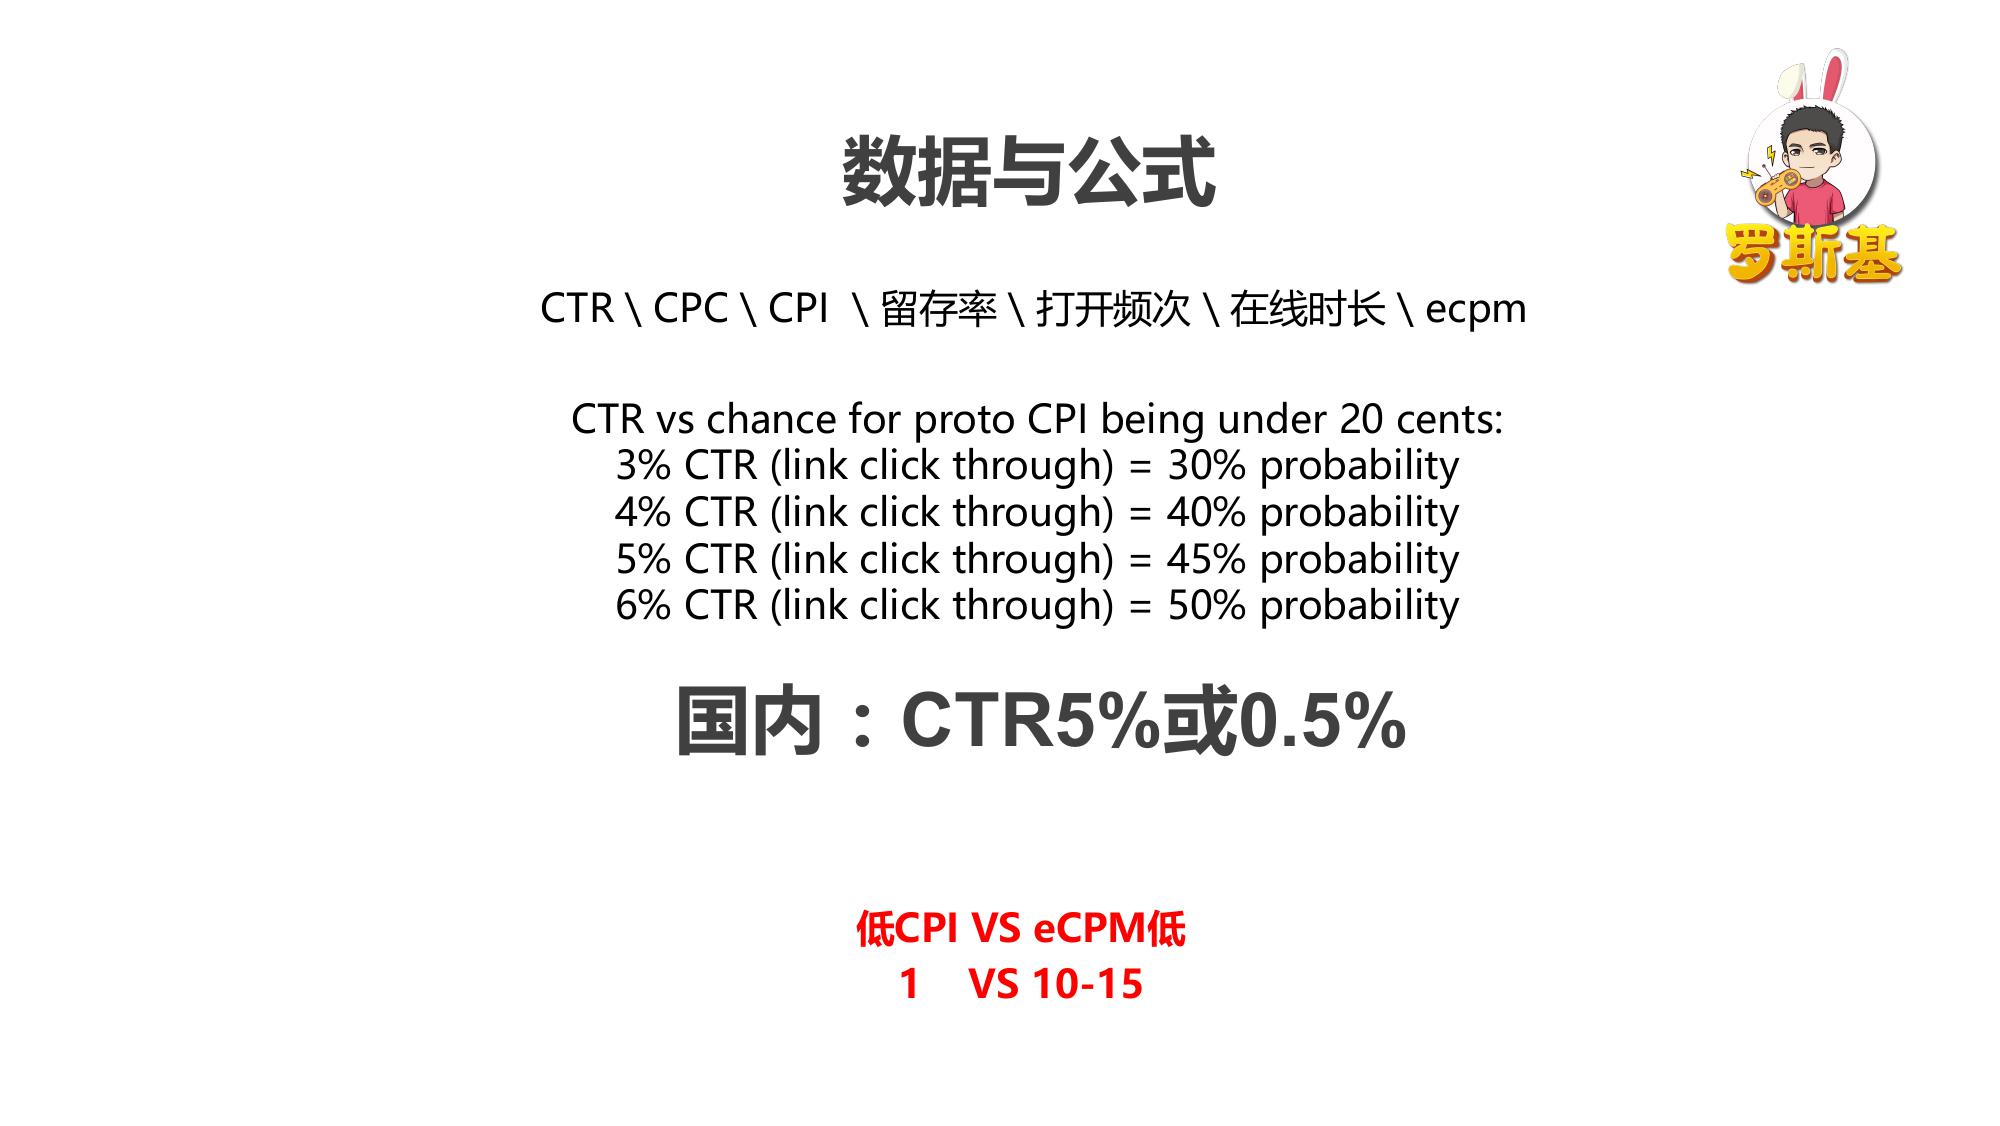 数据与公式
罗斯基
CTR \ CPC \ CPI  \ 留存率 \ 打开频次 \ 在线时长 \ ecpm
CTR vs chance for proto CPI being under 20 cents:
3% CTR (link click through) = 30% probability
4% CTR (link click through) = 40% probability
5% CTR (link click through) = 45% probability
6% CTR (link click through) = 50% probability
国内：CTR5%或0.5%
低CPI VS eCPM低
1    VS 10-15